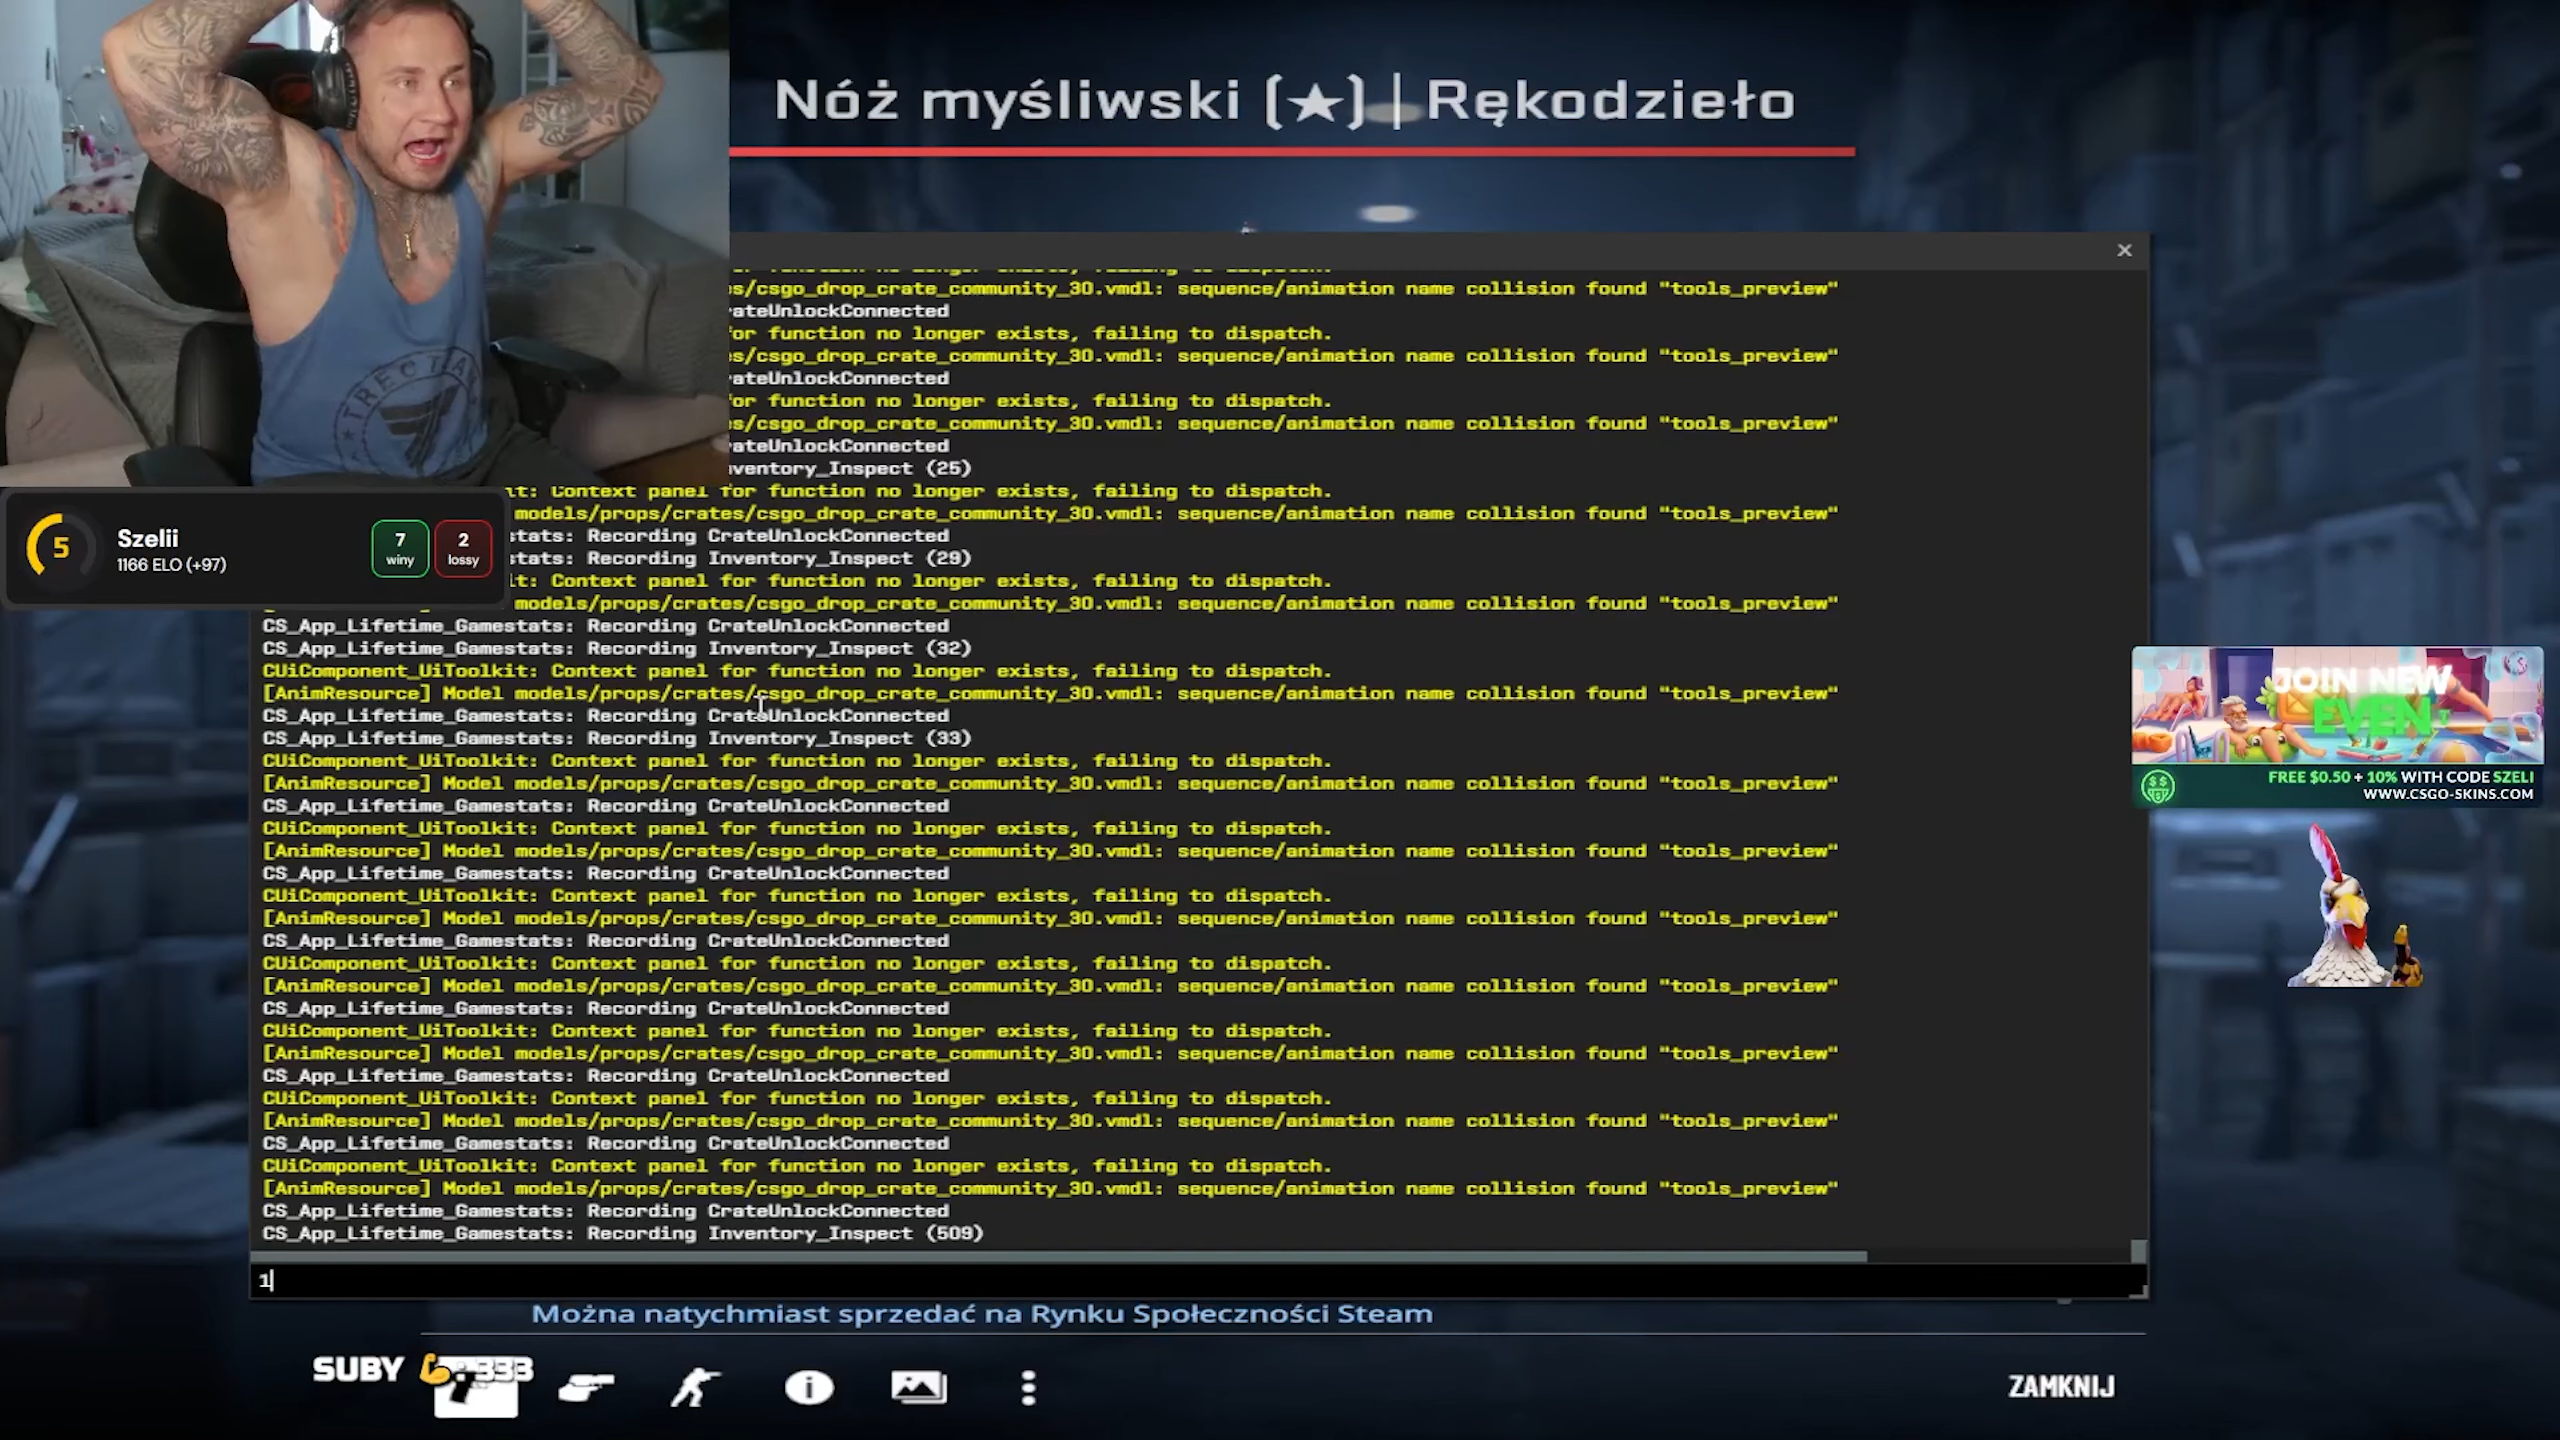 Nóż myśliwski (★) | Rękodzieło
s/csgo_drop_crate_community_30.vmdl: sequence/animation name collision found "tools_preview"
rateUnlockConnected
or function no longer exists, failing to dispatch.
s/csgo_drop_crate_community_30.vmdl: sequence/animation name collision found "tools_preview"
rateUnlockConnected
or function no longer exists, failing to dispatch.
s/csgo_drop_crate_community_30.vmdl: sequence/animation name collision found "tools_preview"
rateUnlockConnected
nventory_Inspect (25)
it: Context panel for function no longer exists, failing to dispatch.
models/props/crates/csgo_drop_crate_community_30.vmdl: sequence/animation name collision found "tools_preview"
stats: Recording CrateUnlockConnected
stats: Recording Inventory_Inspect (29)
it: Context panel for function no longer exists, failing to dispatch.
models/props/crates/csgo_drop_crate_community_30.vmdl: sequence/animation name collision found "tools_preview"
5
Szelii
1166 ELO (+97)
7
winy
2
lossy
CS_App_Lifetime_Gamestats: Recording CrateUnlockConnected
CS_App_Lifetime_Gamestats: Recording Inventory_Inspect (32)
CUiComponent_UiToolkit: Context panel for function no longer exists, failing to dispatch.
[AnimResource] Model models/props/crates/csgo_drop_crate_community_30.vmdl: sequence/animation name collision found "tools_preview"
CS_App_Lifetime_Gamestats: Recording CrateUnlockConnected
CS_App_Lifetime_Gamestats: Recording Inventory_Inspect (33)
CUiComponent_UiToolkit: Context panel for function no longer exists, failing to dispatch.
[AnimResource] Model models/props/crates/csgo_drop_crate_community_30.vmdl: sequence/animation name collision found "tools_preview"
CS_App_Lifetime_Gamestats: Recording CrateUnlockConnected
CUiComponent_UiToolkit: Context panel for function no longer exists, failing to dispatch.
[AnimResource] Model models/props/crates/csgo_drop_crate_community_30.vmdl: sequence/animation name collision found "tools_preview"
CS_App_Lifetime_Gamestats: Recording CrateUnlockConnected
CUiComponent_UiToolkit: Context panel for function no longer exists, failing to dispatch.
[AnimResource] Model models/props/crates/csgo_drop_crate_community_30.vmdl: sequence/animation name collision found "tools_preview"
CS_App_Lifetime_Gamestats: Recording CrateUnlockConnected
CUiComponent_UiToolkit: Context panel for function no longer exists, failing to dispatch.
[AnimResource] Model models/props/crates/csgo_drop_crate_community_30.vmdl: sequence/animation name collision found "tools_preview"
CS_App_Lifetime_Gamestats: Recording CrateUnlockConnected
CUiComponent_UiToolkit: Context panel for function no longer exists, failing to dispatch.
[AnimResource] Model models/props/crates/csgo_drop_crate_community_30.vmdl: sequence/animation name collision found "tools_preview"
CS_App_Lifetime_Gamestats: Recording CrateUnlockConnected
CUiComponent_UiToolkit: Context panel for function no longer exists, failing to dispatch.
[AnimResource] Model models/props/crates/csgo_drop_crate_community_30.vmdl: sequence/animation name collision found "tools_preview"
CS_App_Lifetime_Gamestats: Recording CrateUnlockConnected
CUiComponent_UiToolkit: Context panel for function no longer exists, failing to dispatch.
[AnimResource] Model models/props/crates/csgo_drop_crate_community_30.vmdl: sequence/animation name collision found "tools_preview"
CS_App_Lifetime_Gamestats: Recording CrateUnlockConnected
CS_App_Lifetime_Gamestats: Recording Inventory_Inspect (509)
1
JOIN NEW
EVENT
FREE $0.50 + 10% WITH CODE SZELI
WWW.CSGO-SKINS.COM
Można natychmiast sprzedać na Rynku Społeczności Steam
SUBY 💪: 333
ZAMKNIJ